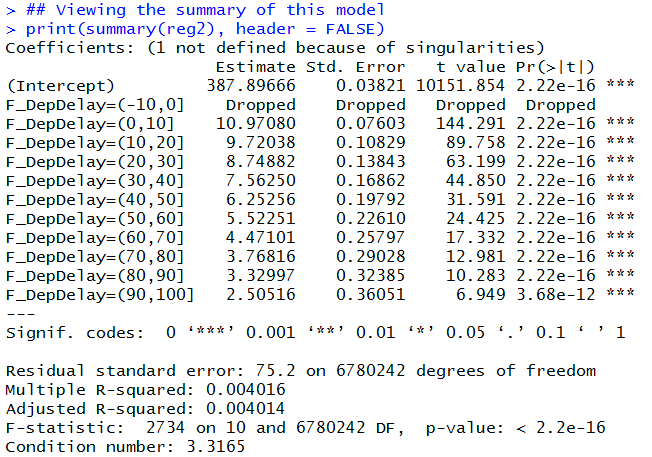 > ## Viewing the summary of this model
> print(summary(reg2), header = FALSE)
Coefficients: (1 not defined because of singularities)
Estimate Std. Error t value Pr(>|t|)
(Intercept) 387.89666 0.03821 10151.854 2.22e-16 ***
F_DepDelay=(-10,0] Dropped Dropped Dropped Dropped
F_DepDelay=(0,10] 10.97080 0.07603 144.291 2.22e-16 ***
F_DepDelay=(10,20] 9.72038 0.10829 89.758 2.22e-16 ***
F_DepDelay=(20,30] 8.74882 0.13843 63.199 2.22e-16 ***
F_DepDelay=(30,40] 7.56250 0.16862 44.850 2.22e-16 ***
F_DepDelay=(40,50] 6.25256 0.19792 31.591 2.22e-16 ***
F_DepDelay=(50,60] 5.52251 0.22610 24.425 2.22e-16 ***
F_DepDelay=(60,70] 4.47101 0.25797 17.332 2.22e-16 ***
F_DepDelay=(70,80] 3.76816 0.29028 12.981 2.22e-16 ***
F_DepDelay=(80,90] 3.32997 0.32385 10.283 2.22e-16 ***
F_DepDelay=(90,100] 2.50516 0.36051 6.949 3.68e-12 ***
---
Signif. codes: 0 ‘***’ 0.001 ‘**’ 0.01 ‘*’ 0.05 ‘.’ 0.1 ‘ ’ 1
Residual standard error: 75.2 on 6780242 degrees of freedom
Multiple R-squared: 0.004016
Adjusted R-squared: 0.004014
F-statistic: 2734 on 10 and 6780242 DF, p-value: < 2.2e-16
Condition number: 3.3165